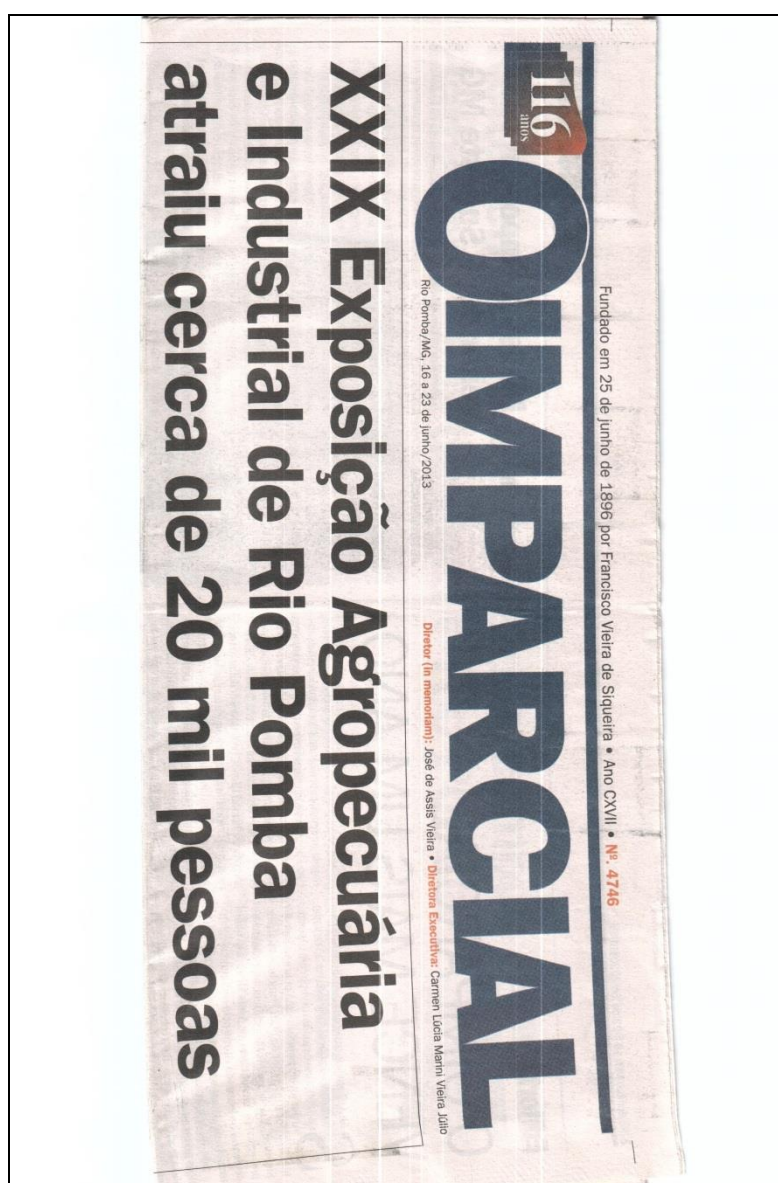 Fundado em 25 de junho de 1896 por Francisco Vieira de Siqueira • Ano CXVII • Nº. 4746
116
anos
OIMPARCIAL
Rio Pomba/MG, 16 a 23 de junho/2013
Diretor (in memoriam): José de Assis Vieira • Diretora Executiva: Carmen Lúcia Marini Vieira Júlio
XXIX Exposição Agropecuária
e Industrial de Rio Pomba
atraiu cerca de 20 mil pessoas